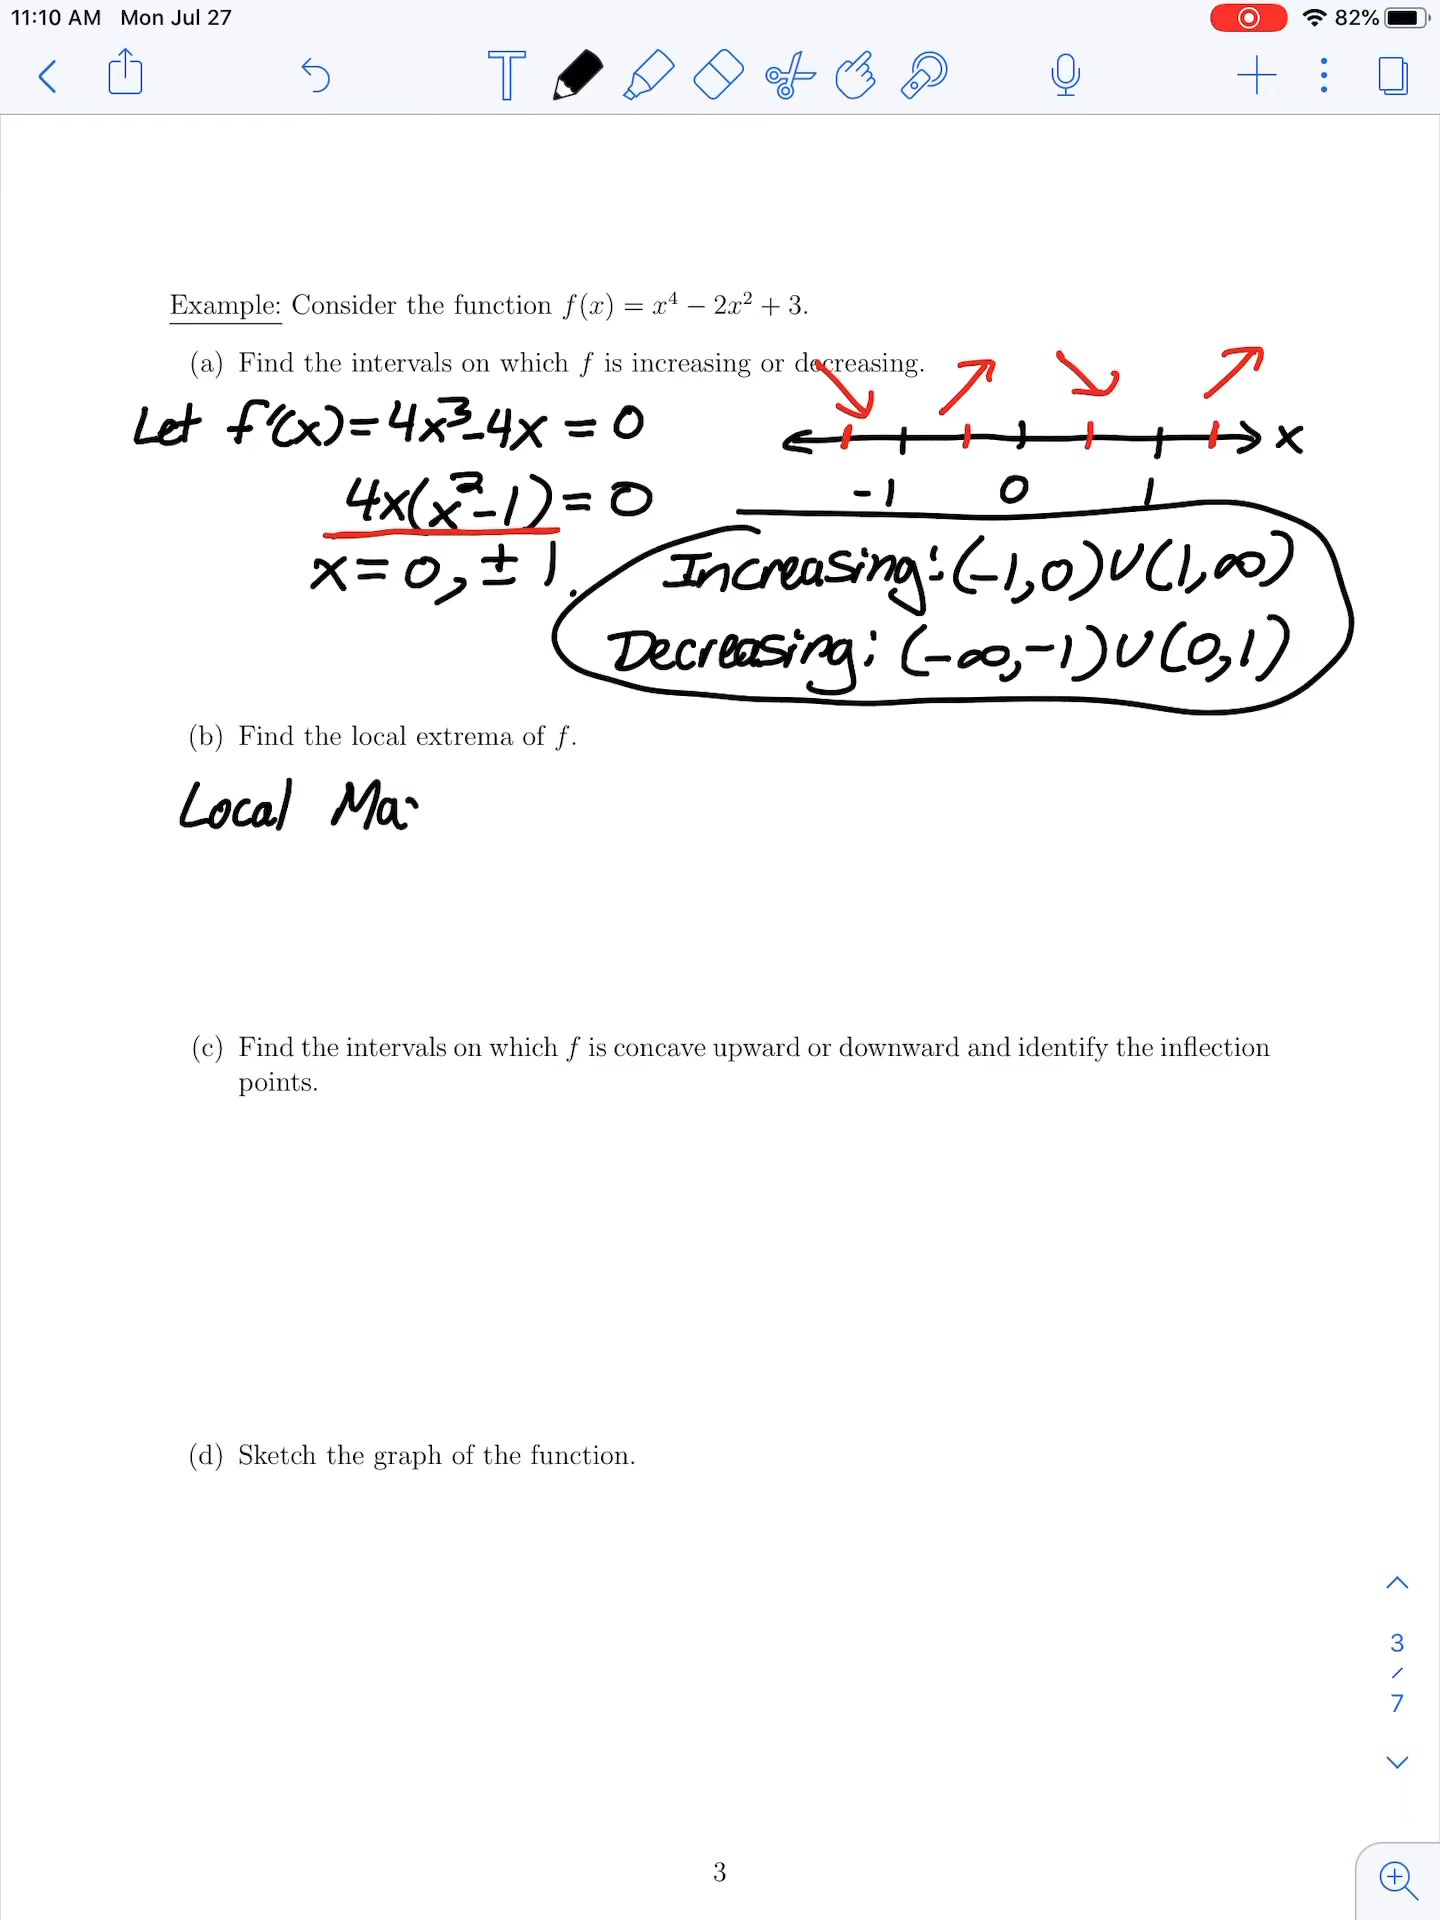 11:10 AM Mon Jul 27 82%
Example: Consider the function f(x) = x⁴ − 2x² + 3.
(a) Find the intervals on which f is increasing or decreasing.
Let f'(x) = 4x³ - 4x = 0
x
4x(x² - 1) = 0
-1 0 1
x = 0, ± 1.
Increasing: (-1,0) ∪ (1,∞)
Decreasing: (-∞,-1) ∪ (0,1)
(b) Find the local extrema of f.
Local Ma
(c) Find the intervals on which f is concave upward or downward and identify the inflection
points.
(d) Sketch the graph of the function.
3
/
7
3